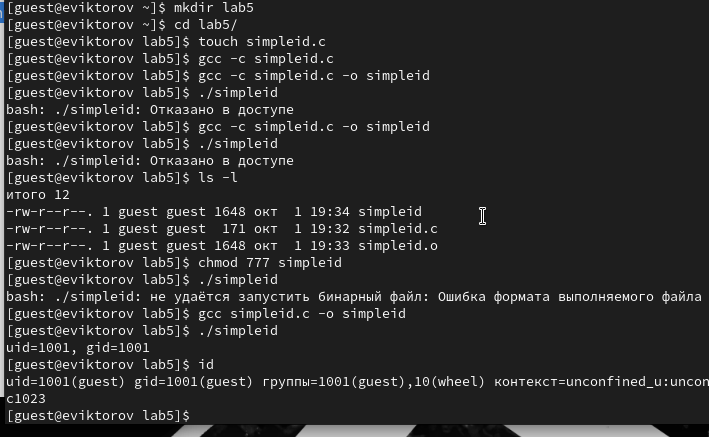 [guest@eviktorov ~]$ mkdir lab5
[guest@eviktorov ~]$ cd lab5/
[guest@eviktorov lab5]$ touch simpleid.c
[guest@eviktorov lab5]$ gcc -c simpleid.c
[guest@eviktorov lab5]$ gcc -c simpleid.c -o simpleid
[guest@eviktorov lab5]$ ./simpleid
bash: ./simpleid: Отказано в доступе
[guest@eviktorov lab5]$ gcc -c simpleid.c -o simpleid
[guest@eviktorov lab5]$ ./simpleid
bash: ./simpleid: Отказано в доступе
[guest@eviktorov lab5]$ ls -l
итого 12
-rw-r--r--. 1 guest guest 1648 окт  1 19:34 simpleid
-rw-r--r--. 1 guest guest  171 окт  1 19:32 simpleid.c
-rw-r--r--. 1 guest guest 1648 окт  1 19:33 simpleid.o
[guest@eviktorov lab5]$ chmod 777 simpleid
[guest@eviktorov lab5]$ ./simpleid
bash: ./simpleid: не удаётся запустить бинарный файл: Ошибка формата выполняемого файла
[guest@eviktorov lab5]$ gcc simpleid.c -o simpleid
[guest@eviktorov lab5]$ ./simpleid
uid=1001, gid=1001
[guest@eviktorov lab5]$ id
uid=1001(guest) gid=1001(guest) группы=1001(guest),10(wheel) контекст=unconfined_u:uncon
c1023
[guest@eviktorov lab5]$